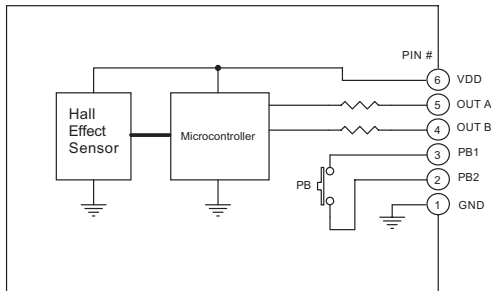 PIN #
6 VDD
5 OUT A
4 OUT B
3 PB1
2 PB2
1 GND
Hall
Effect
Sensor
Microcontroller
PB